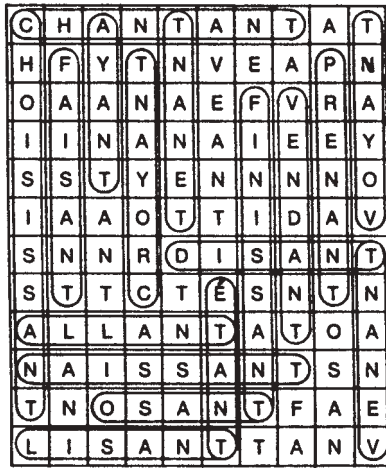 C H A N T A N T A T
H F Y T N V E A P N
O A A N A E F V R A
I I N A N A I E E Y
S S T Y E N N N N O
I A A O T T I D A V
S N N R D I S A N T
S T T C T É S N T N
A L L A N T A T O A
N A I S S A N T S N
T N O S A N T F A E
L I S A N T T A N V